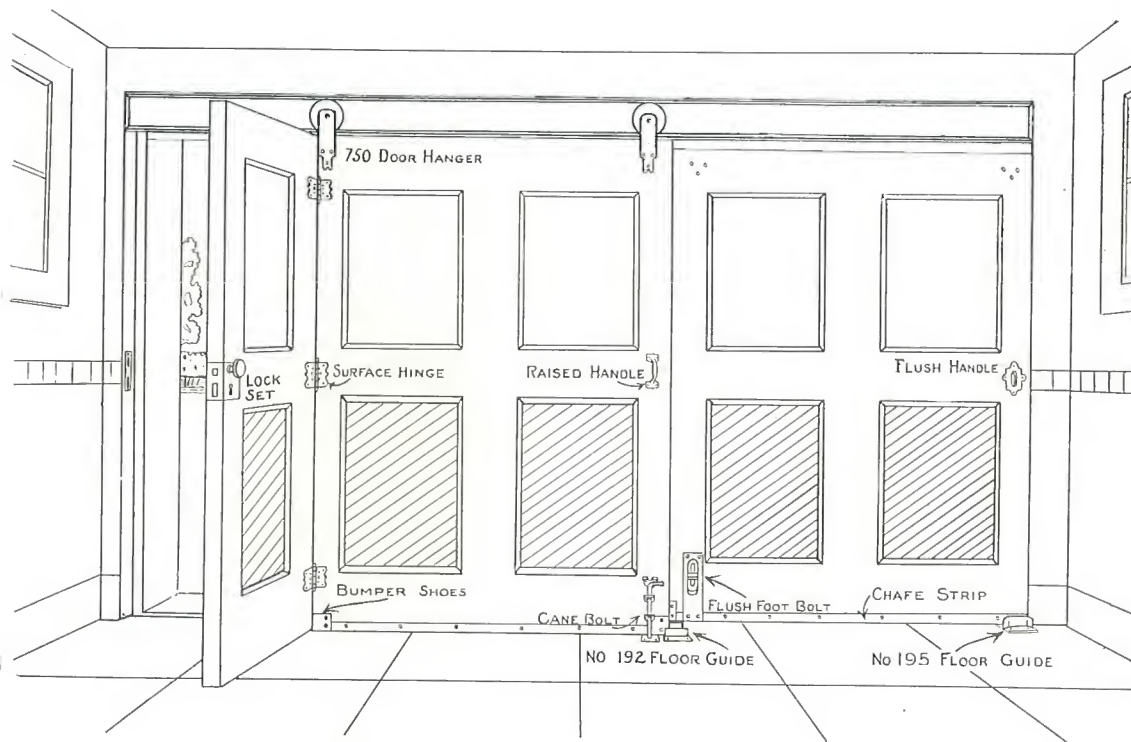 750 DOOR HANGER
LOCK
SET
SURFACE HINGE
RAISED HANDLE
FLUSH HANDLE
BUMPER SHOES
CANE BOLT
FLUSH FOOT BOLT
CHAFE STRIP
NO 192 FLOOR GUIDE
No 195 FLOOR GUIDE